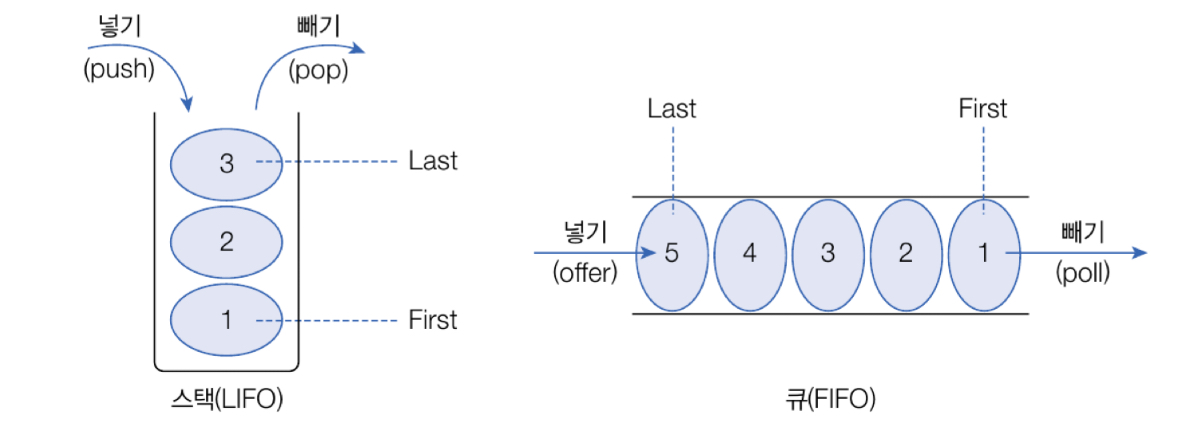 넣기
(push)
빼기
(pop)
3
Last
2
1
First
스택(LIFO)
Last
First
넣기
(offer)
5
4
3
2
1
빼기
(poll)
큐(FIFO)